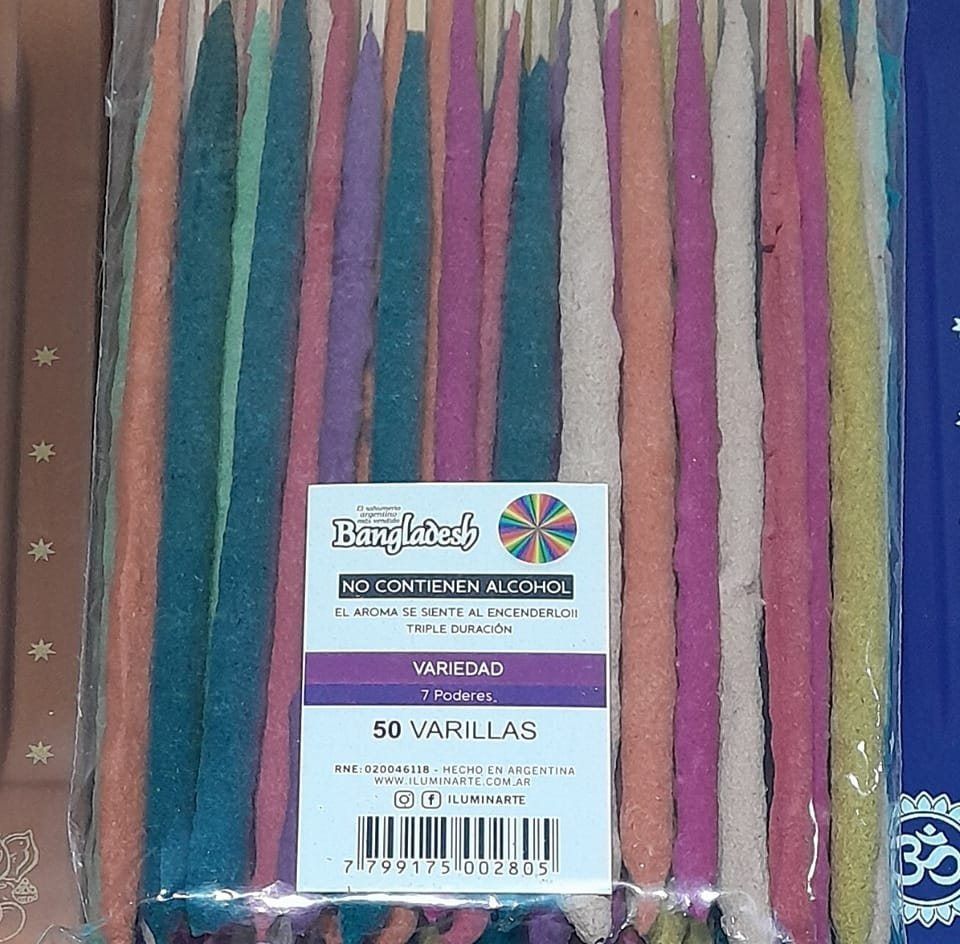 El sahumerio
argentino
más vendido
Bangladesh
NO CONTIENEN ALCOHOL
EL AROMA SE SIENTE AL ENCENDERLO!!
TRIPLE DURACIÓN
VARIEDAD
7 Poderes
50 VARILLAS
RNE: 020046118 - HECHO EN ARGENTINA
WWW.ILUMINARTE.COM.AR
ILUMINARTE
7 799175 002805
ॐ